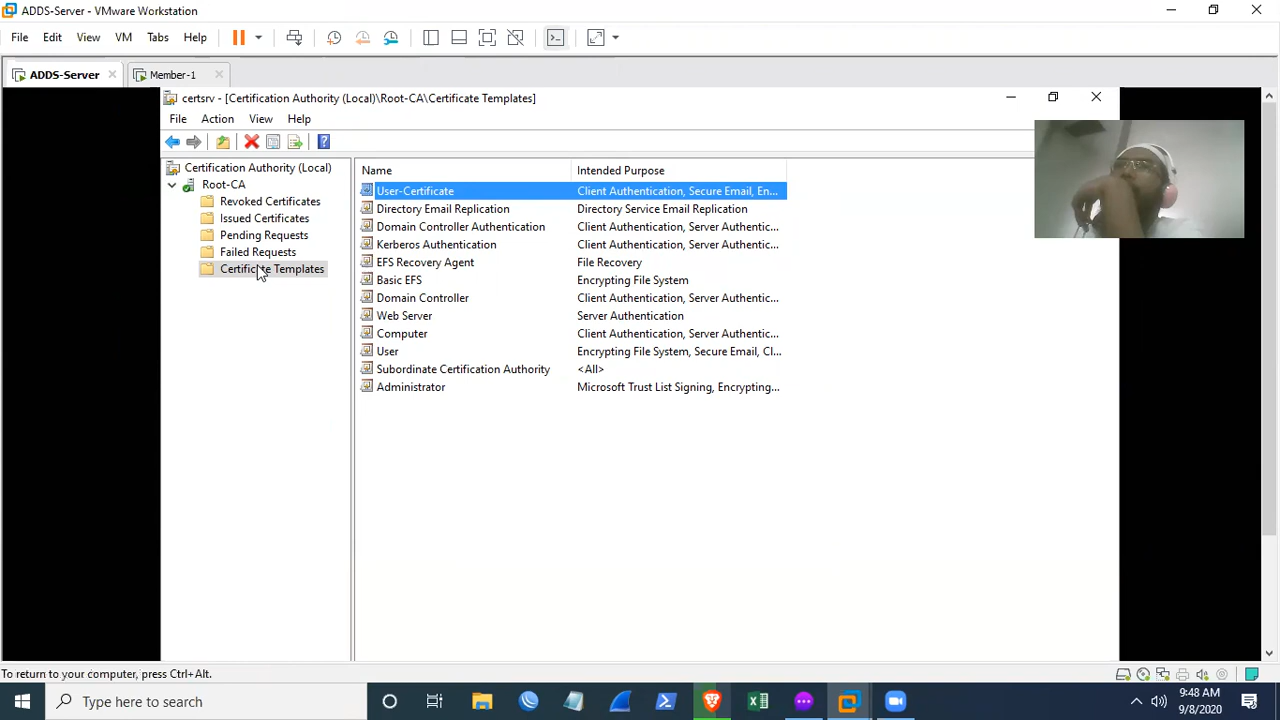 ADDS-Server - VMware Workstation
File Edit View VM Tabs Help
ADDS-Server Member-1
certsrv - [Certification Authority (Local)\Root-CA\Certificate Templates]
File Action View Help
Certification Authority (Local)
Root-CA
Revoked Certificates
Issued Certificates
Pending Requests
Failed Requests
Certificate Templates
Name Intended Purpose
User-Certificate Client Authentication, Secure Email, En...
Directory Email Replication Directory Service Email Replication
Domain Controller Authentication Client Authentication, Server Authentic...
Kerberos Authentication Client Authentication, Server Authentic...
EFS Recovery Agent File Recovery
Basic EFS Encrypting File System
Domain Controller Client Authentication, Server Authentic...
Web Server Server Authentication
Computer Client Authentication, Server Authentic...
User Encrypting File System, Secure Email, Cl...
Subordinate Certification Authority <All>
Administrator Microsoft Trust List Signing, Encrypting...
To return to your computer, press Ctrl+Alt.
Type here to search
9:48 AM
9/8/2020